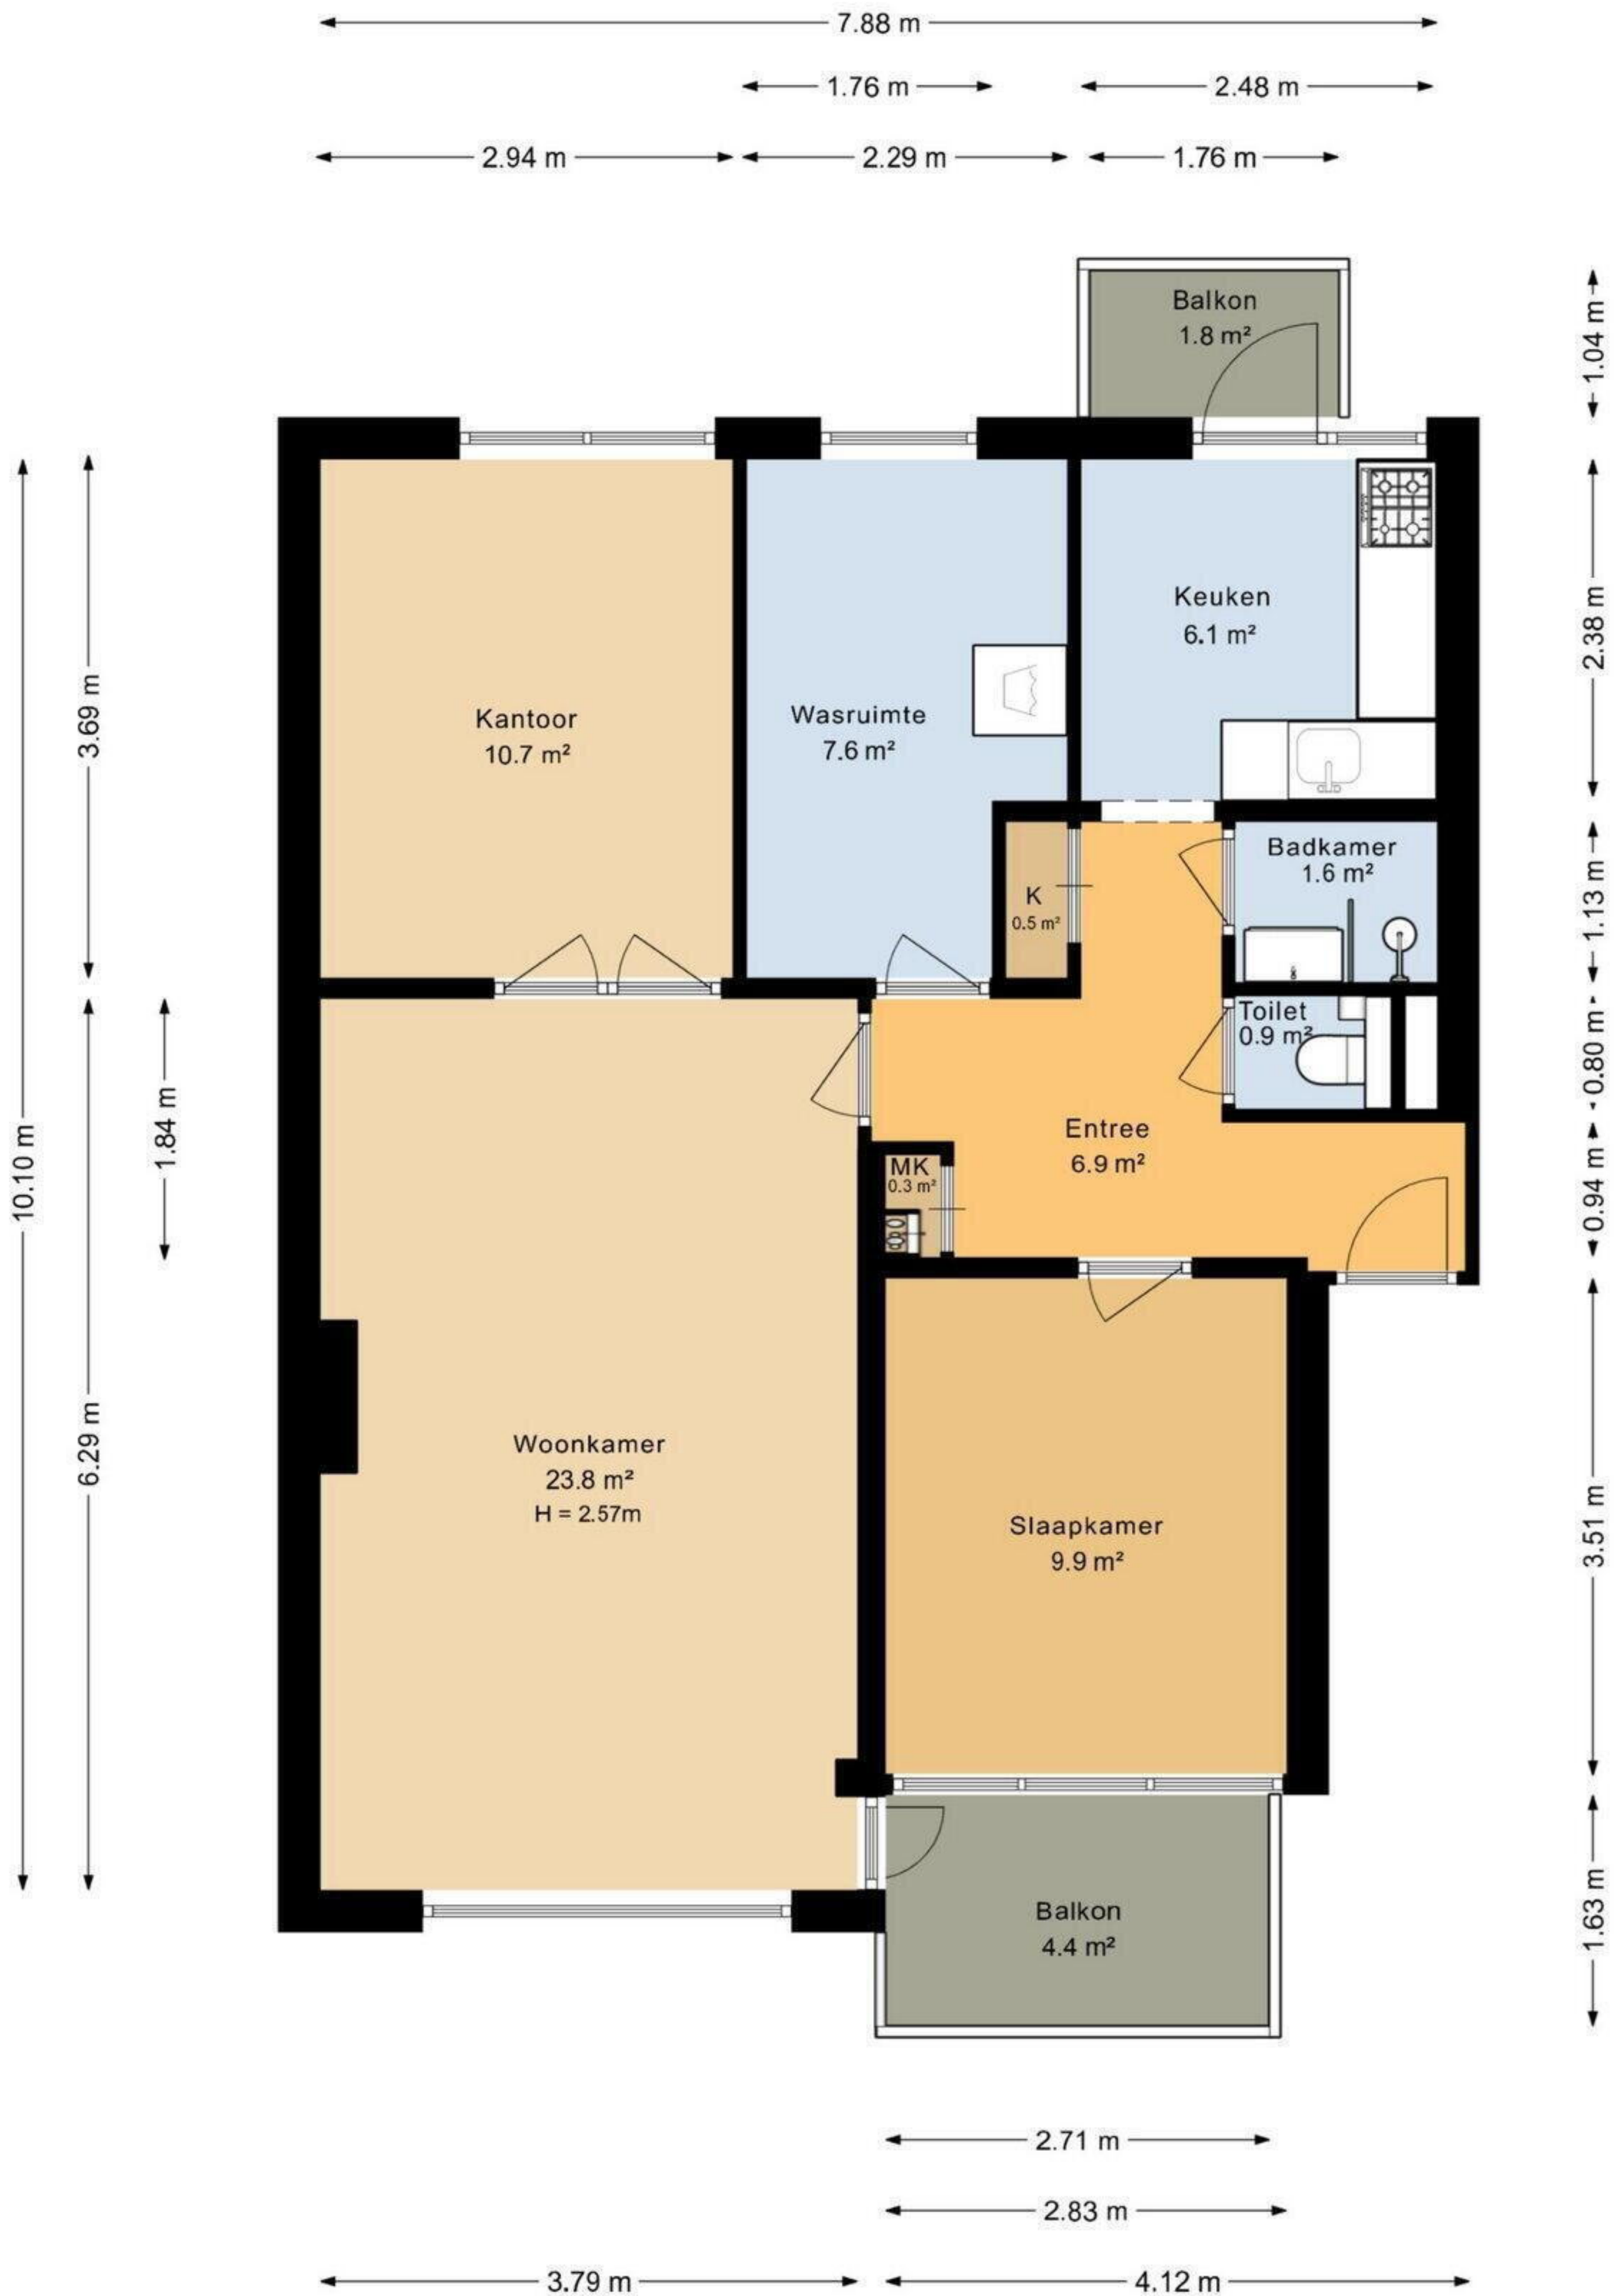 7.88 m
1.76 m
2.48 m
2.94 m
2.29 m
1.76 m
Balkon
1.8 m²
1.04 m
Keuken
6.1 m²
2.38 m
3.69 m
Kantoor
10.7 m²
Wasruimte
7.6 m²
Badkamer
1.6 m²
1.13 m
K
0.5 m²
Toilet
0.9 m²
0.80 m
10.10 m
1.84 m
Entree
6.9 m²
MK
0.3 m²
0.94 m
6.29 m
Woonkamer
23.8 m²
H = 2.57m
Slaapkamer
9.9 m²
3.51 m
Balkon
4.4 m²
1.63 m
2.71 m
2.83 m
3.79 m
4.12 m